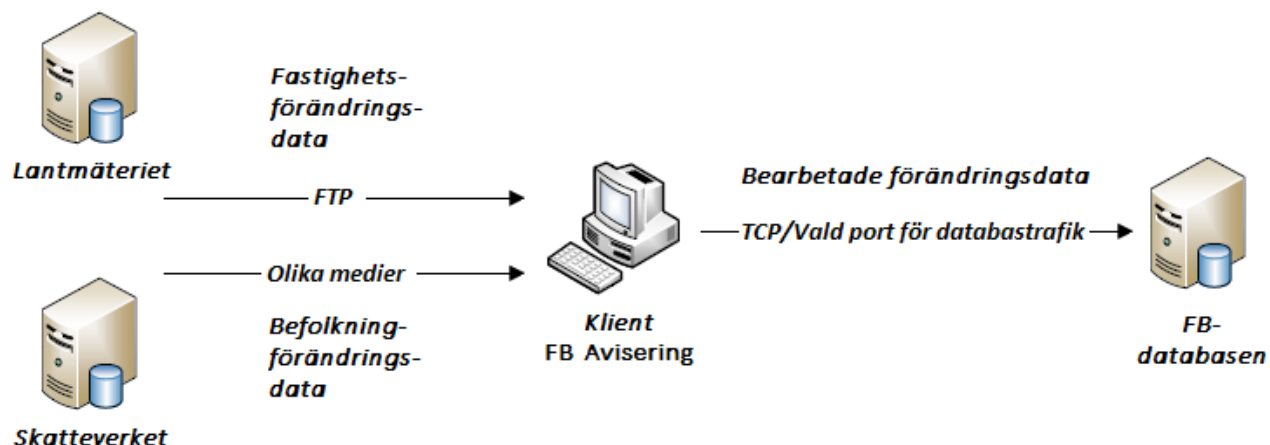 Fastighets-
förändrings-
data
Lantmäteriet
FTP
Olika medier
Befolkning-
förändrings-
data
Skatteverket
Klient
FB Avisering
Bearbetade förändringsdata
TCP/Vald port för databastrafik
FB-
databasen